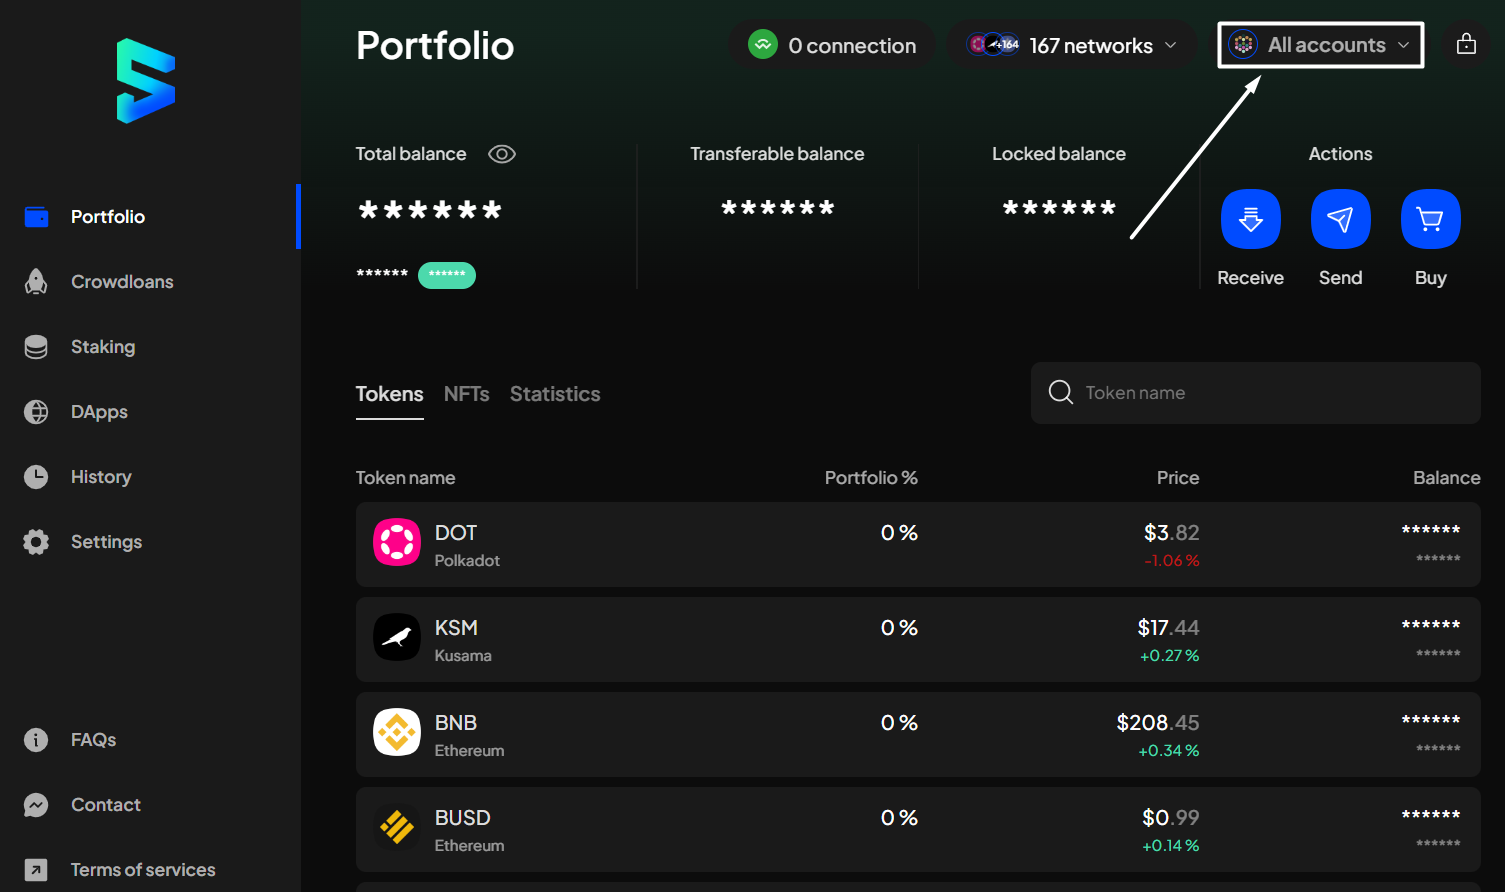 Portfolio
0 connection
+164
167 networks
All accounts
Total balance
Transferable balance
Locked balance
Actions
******
******
******
******
******
Receive
Send
Buy
Portfolio
Crowdloans
Staking
DApps
History
Settings
FAQs
Contact
Terms of services
Tokens
NFTs
Statistics
Token name
Token name
Portfolio %
Price
Balance
DOT
Polkadot
0 %
$3.82
-1.06 %
******
******
KSM
Kusama
0 %
$17.44
+0.27 %
******
******
BNB
Ethereum
0 %
$208.45
+0.34 %
******
******
BUSD
Ethereum
0 %
$0.99
+0.14 %
******
******